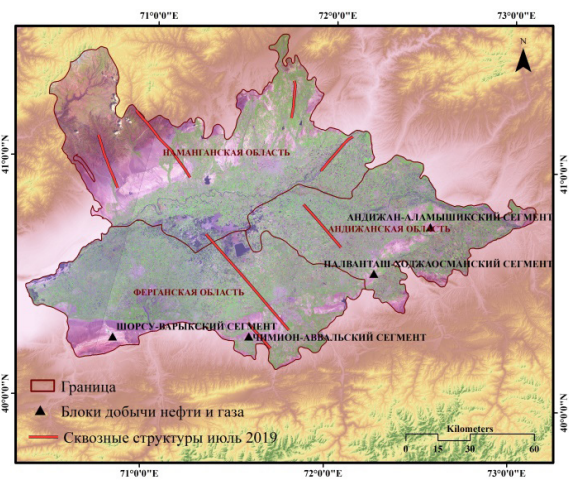 71°0'0"E 72°0'0"E 73°0'0"E
N
41°0'0"N
41°0'0"N
НАМАНГАНСКАЯ ОБЛАСТЬ
АНДИЖАН-АЛАМЫШИКСКИЙ СЕГМЕНТ
АНДИЖАНСКАЯ ОБЛАСТЬ
ПАЛВАНТАШ-ХОДЖАОСМАНСКИЙ СЕГМЕНТ
ФЕРГАНСКАЯ ОБЛАСТЬ
ШОРСУ-ВАРЫКСКИЙ СЕГМЕНТ
ЧИМИОН-АВВАЛЬСКИЙ СЕГМЕНТ
40°0'0"N
40°0'0"N
Граница
Блоки добычи нефти и газа
Сквозные структуры июль 2019
Kilometers
0 15 30 60
71°0'0"E 72°0'0"E 73°0'0"E